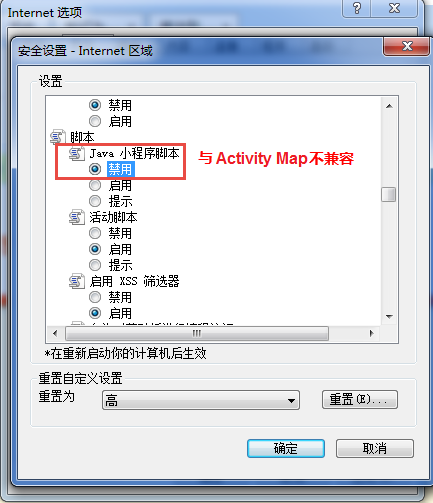 Internet 选项
安全设置 - Internet 区域
设置
禁用
启用
脚本
Java 小程序脚本
禁用
与 Activity Map不兼容
启用
提示
活动脚本
禁用
启用
提示
启用 XSS 筛选器
禁用
启用
*在重新启动你的计算机后生效
重置自定义设置
重置为
高
重置(E)...
确定
取消